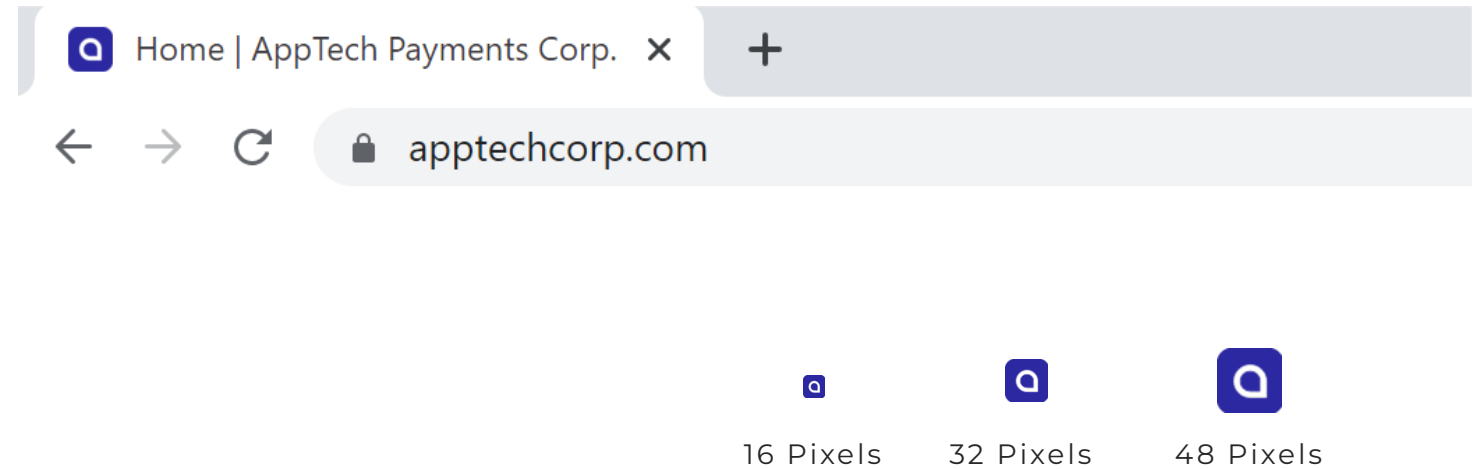 Home | AppTech Payments Corp.
apptechcorp.com
16 Pixels
32 Pixels
48 Pixels